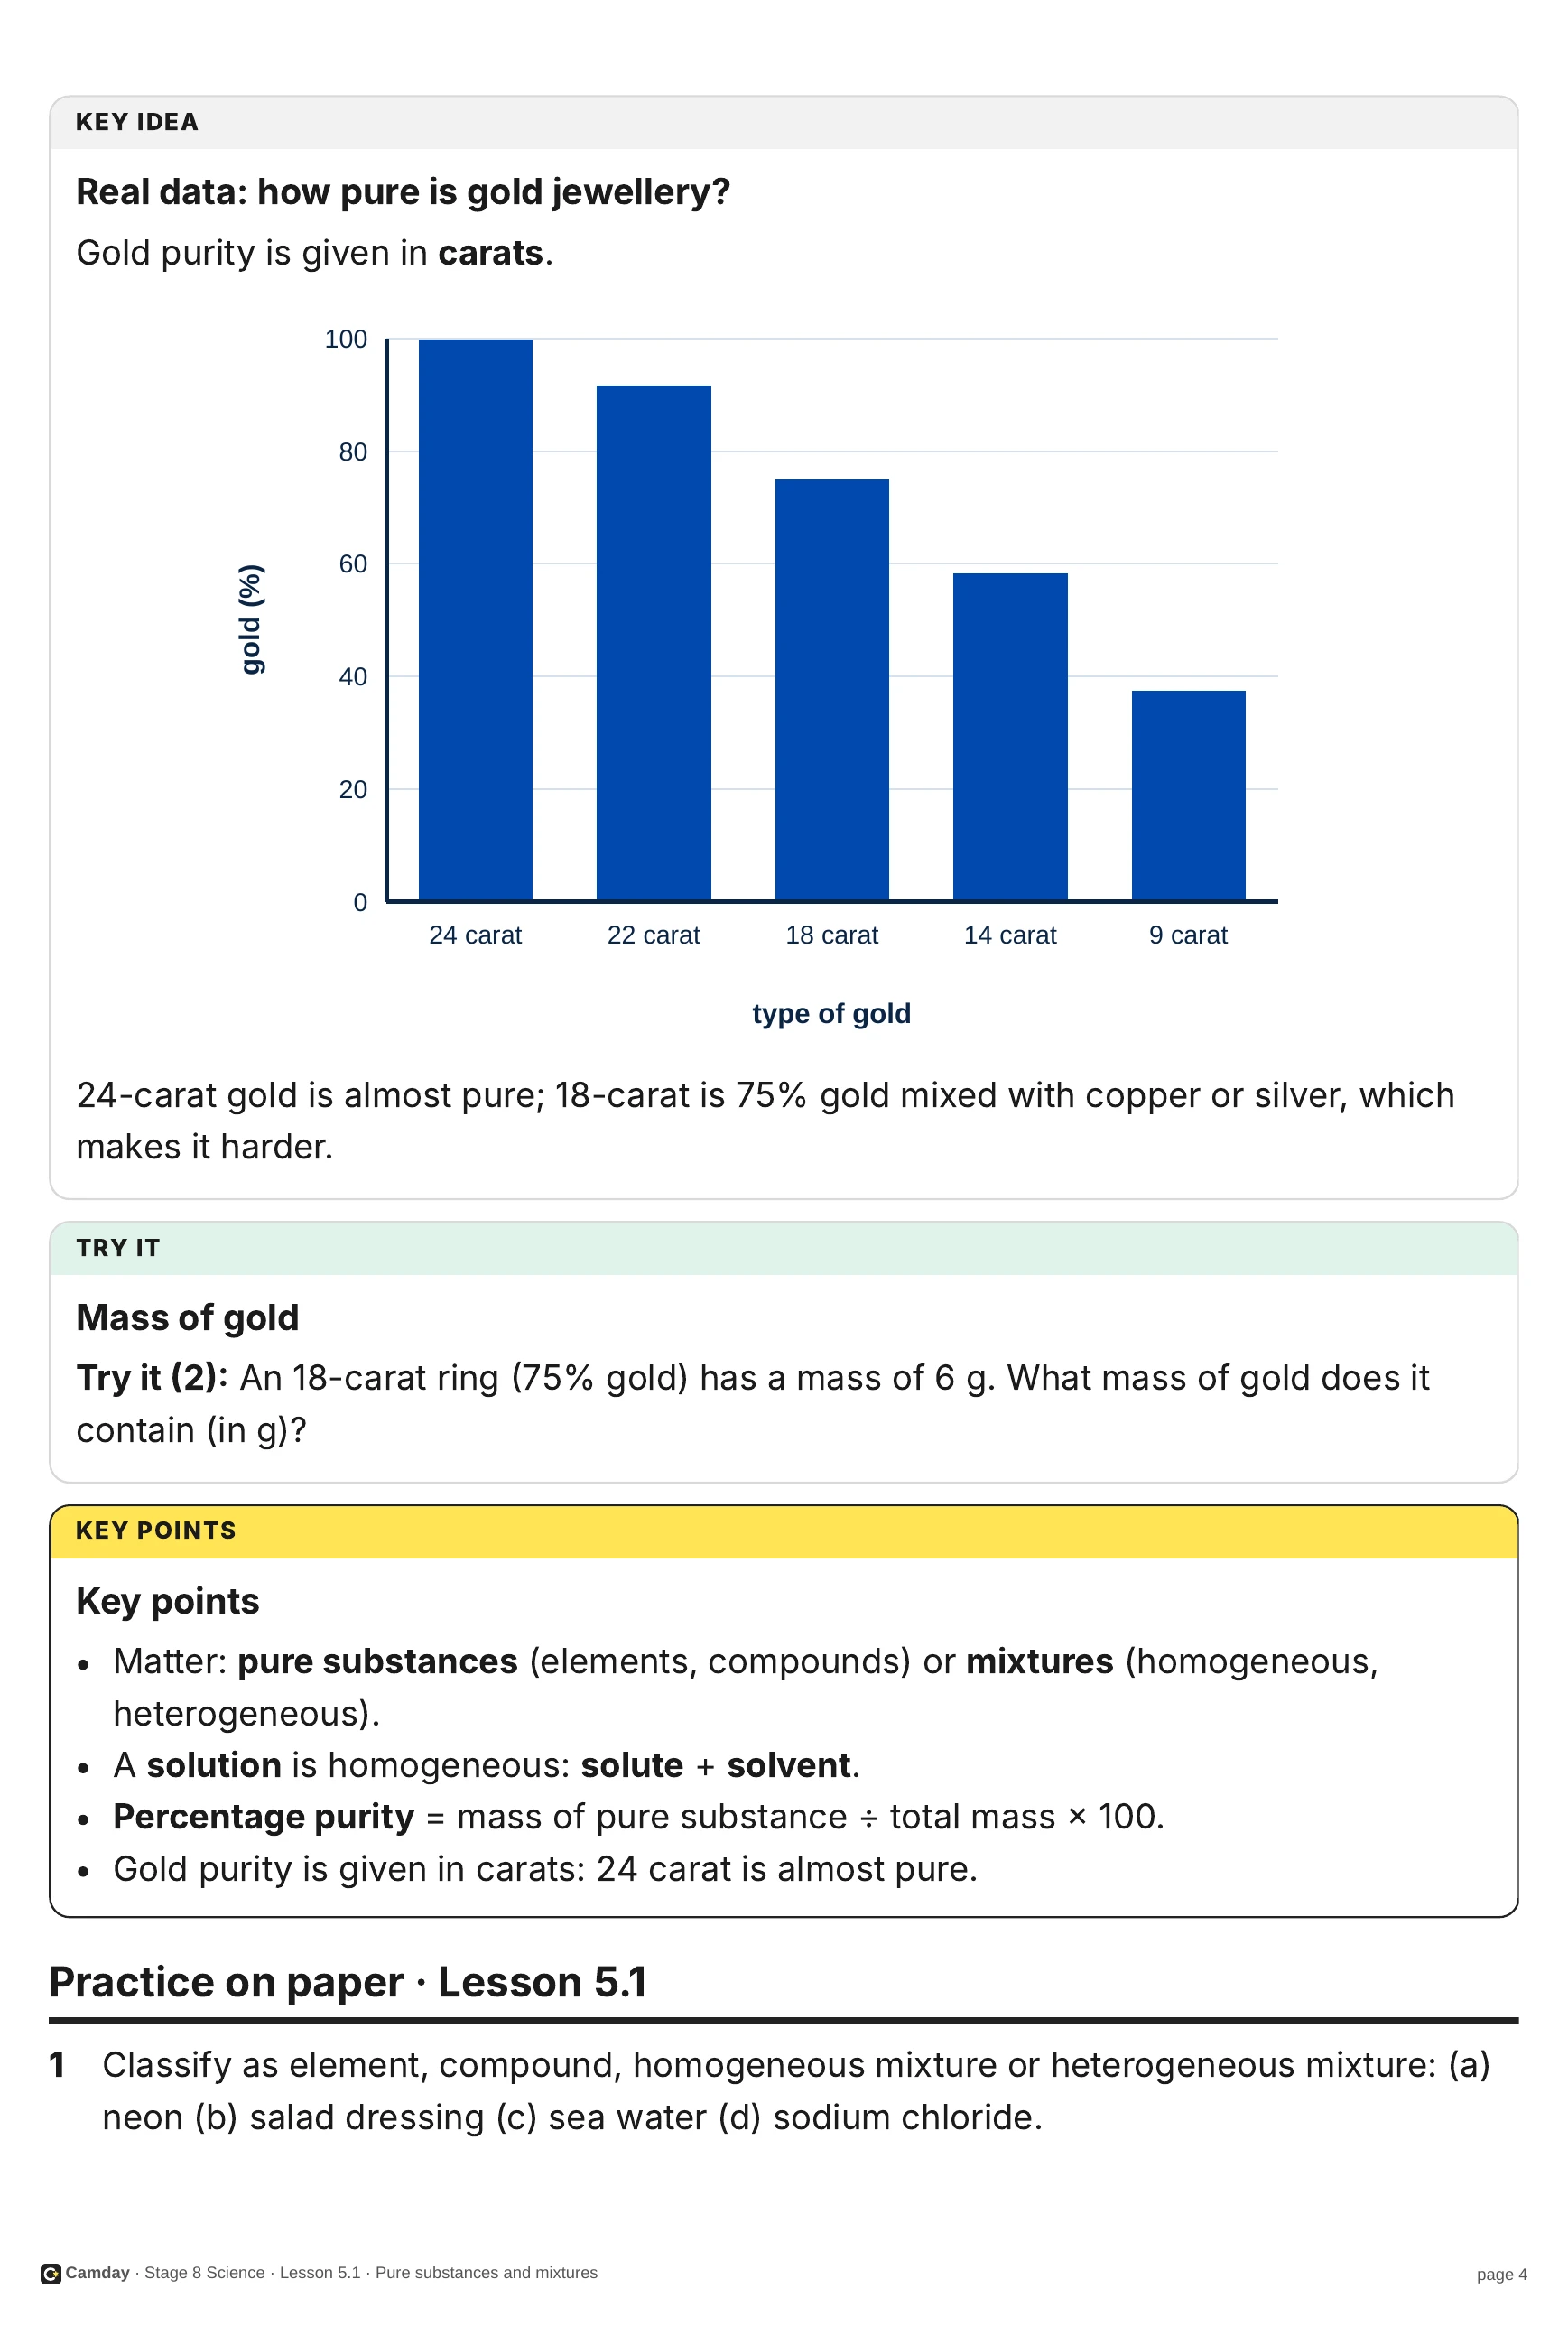 KEY IDEA
Real data: how pure is gold jewellery?
Gold purity is given in carats.
100
80
60
40
20
0
gold (%)
24 carat 22 carat 18 carat 14 carat 9 carat
type of gold
24-carat gold is almost pure; 18-carat is 75% gold mixed with copper or silver, which
makes it harder.
TRY IT
Mass of gold
Try it (2): An 18-carat ring (75% gold) has a mass of 6 g. What mass of gold does it
contain (in g)?
KEY POINTS
Key points
• Matter: pure substances (elements, compounds) or mixtures (homogeneous,
heterogeneous).
• A solution is homogeneous: solute + solvent.
• Percentage purity = mass of pure substance ÷ total mass × 100.
• Gold purity is given in carats: 24 carat is almost pure.
Practice on paper · Lesson 5.1
1 Classify as element, compound, homogeneous mixture or heterogeneous mixture: (a)
neon (b) salad dressing (c) sea water (d) sodium chloride.
Camday · Stage 8 Science · Lesson 5.1 · Pure substances and mixtures page 4